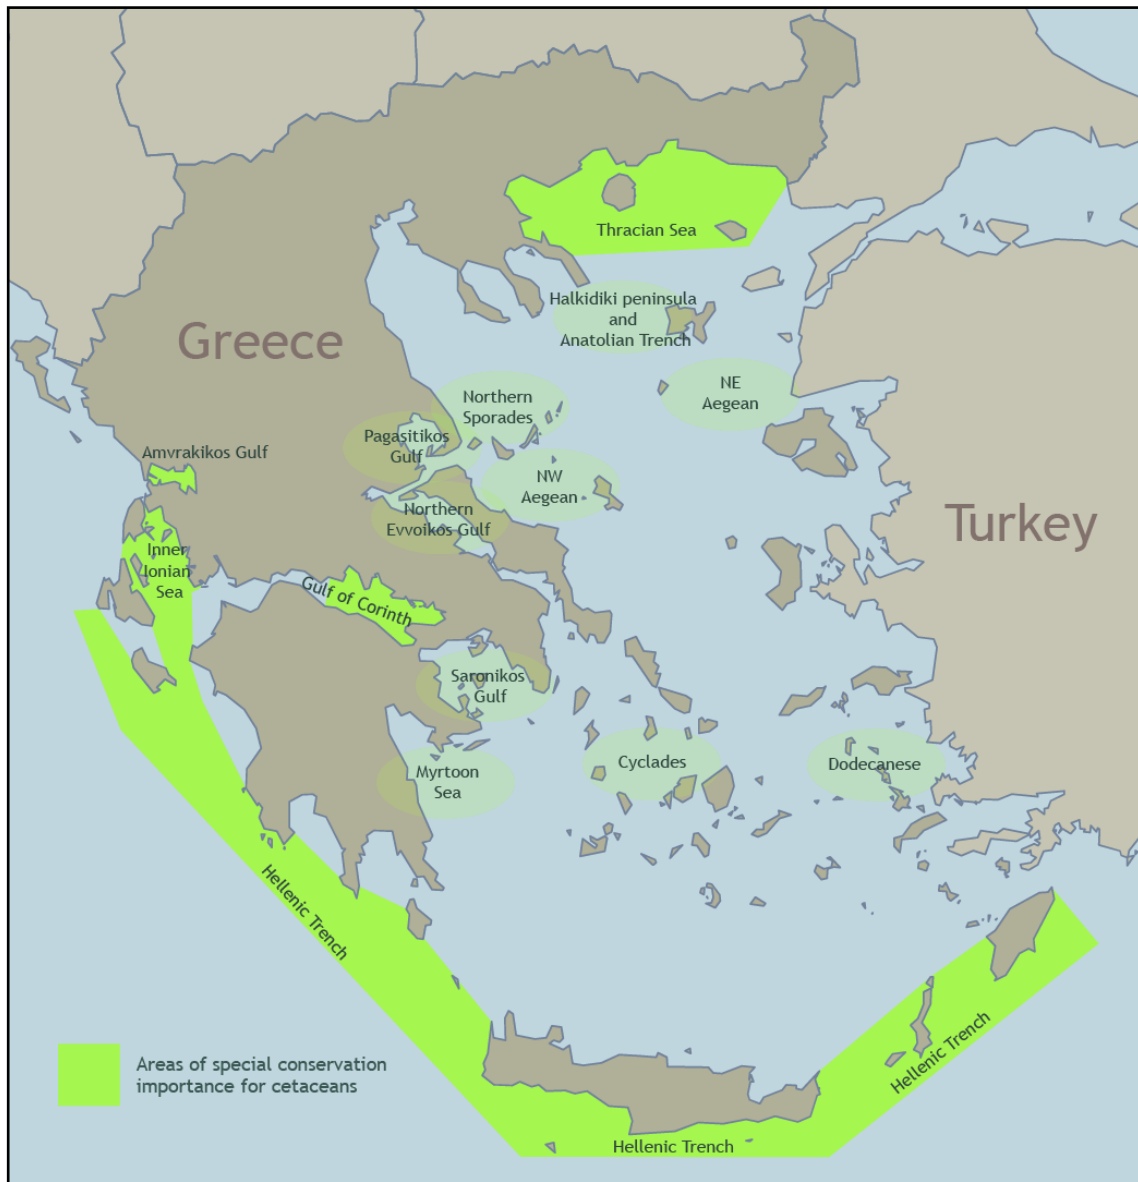 Thracian Sea
Halkidiki peninsula
and
Anatolian Trench
Greece
NE
Aegean
Northern
Sporades
Pagasitikos
Gulf
Amvrakikos Gulf
NW
Aegean
Northern
Evvoikos Gulf
Turkey
Inner
Ionian
Sea
Gulf of Corinth
Saronikos
Gulf
Myrtoon
Sea
Cyclades
Dodecanese
Hellenic Trench
Hellenic Trench
Areas of special conservation
importance for cetaceans
Hellenic Trench